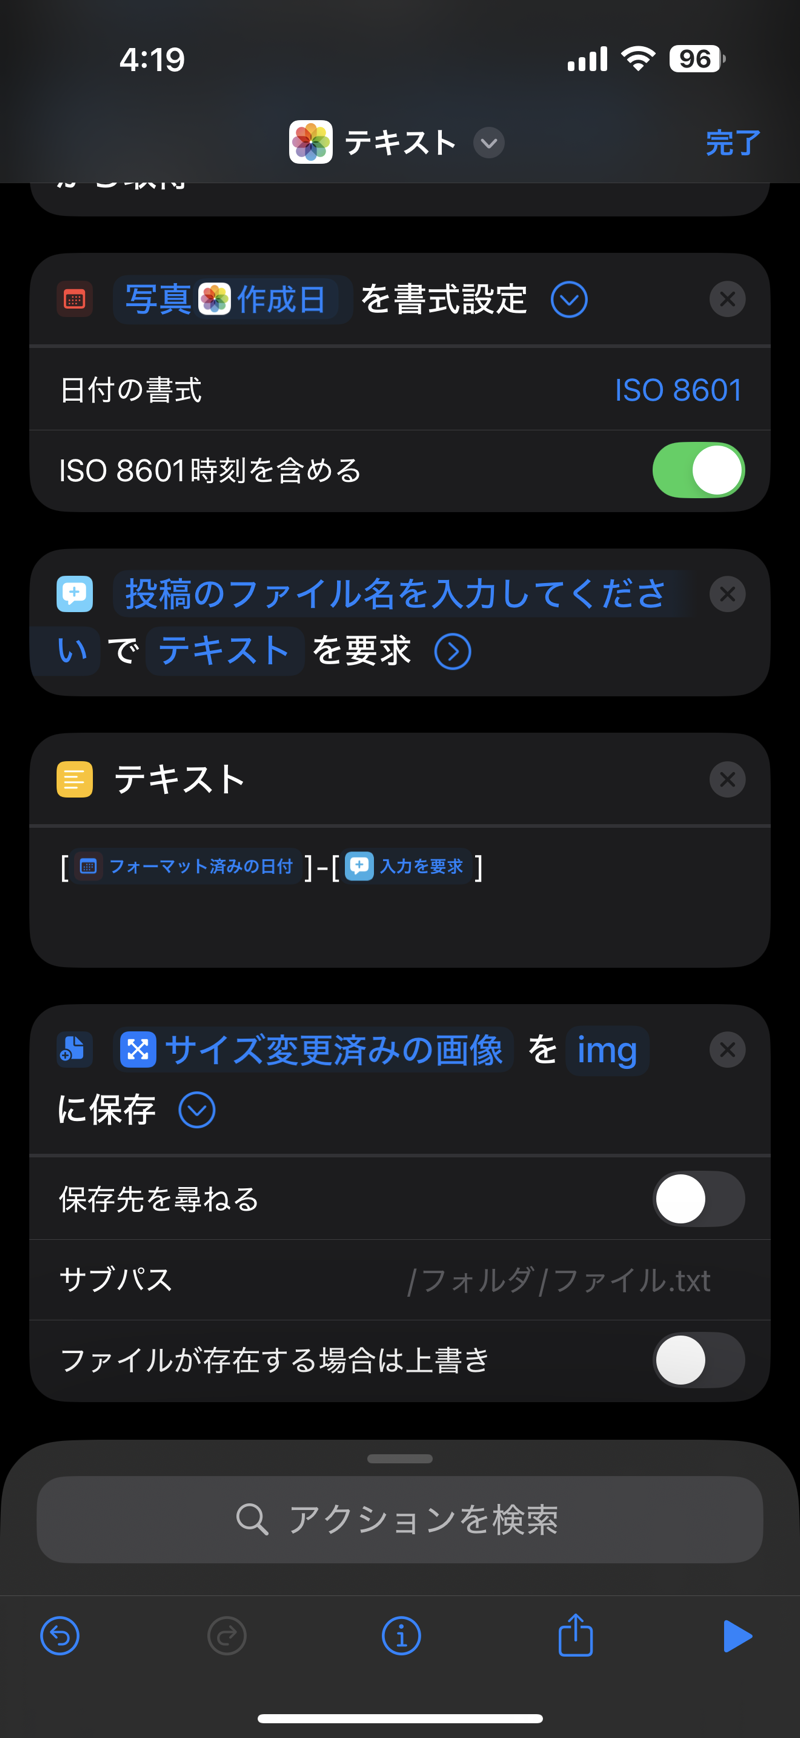 4:19
96
テキスト
完了
から取得
写真 作成日 を書式設定
日付の書式
ISO 8601
ISO 8601時刻を含める
投稿のファイル名を入力してくださ
い で テキスト を要求
テキスト
[フォーマット済みの日付]-[入力を要求]
サイズ変更済みの画像 を img
に保存
保存先を尋ねる
サブパス
/フォルダ/ファイル.txt
ファイルが存在する場合は上書き
アクションを検索